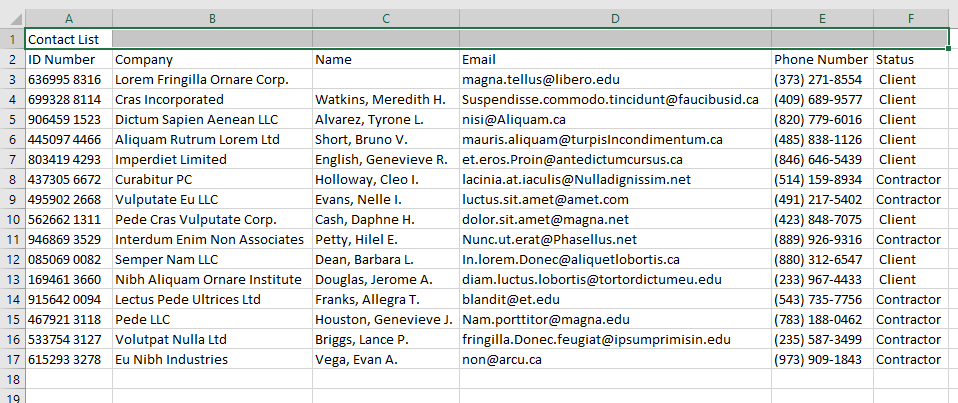 A B C D E F
1 Contact List
2 ID Number Company Name Email Phone Number Status
3 636995 8316 Lorem Fringilla Ornare Corp. magna.tellus@libero.edu (373) 271-8554 Client
4 699328 8114 Cras Incorporated Watkins, Meredith H. Suspendisse.commodo.tincidunt@faucibusid.ca (409) 689-9577 Client
5 906459 1523 Dictum Sapien Aenean LLC Alvarez, Tyrone L. nisi@Aliquam.ca (820) 779-6016 Client
6 445097 4466 Aliquam Rutrum Lorem Ltd Short, Bruno V. mauris.aliquam@turpisIncondimentum.ca (485) 838-1126 Client
7 803419 4293 Imperdiet Limited English, Genevieve R. et.eros.Proin@antedictumcursus.ca (846) 646-5439 Client
8 437305 6672 Curabitur PC Holloway, Cleo I. lacinia.at.iaculis@Nulladignissim.net (514) 159-8934 Contractor
9 495902 2668 Vulputate Eu LLC Evans, Nelle I. luctus.sit.amet@amet.com (491) 217-5402 Contractor
10 562662 1311 Pede Cras Vulputate Corp. Cash, Daphne H. dolor.sit.amet@magna.net (423) 848-7075 Client
11 946869 3529 Interdum Enim Non Associates Petty, Hilel E. Nunc.ut.erat@Phasellus.net (889) 926-9316 Contractor
12 085069 0082 Semper Nam LLC Dean, Barbara L. In.lorem.Donec@aliquetlobortis.ca (880) 312-6547 Client
13 169461 3660 Nibh Aliquam Ornare Institute Douglas, Jerome A. diam.luctus.lobortis@tortordictumeu.edu (233) 967-4433 Client
14 915642 0094 Lectus Pede Ultrices Ltd Franks, Allegra T. blandit@et.edu (543) 735-7756 Contractor
15 467921 3118 Pede LLC Houston, Genevieve J. Nam.porttitor@magna.edu (783) 188-0462 Contractor
16 533754 3127 Volutpat Nulla Ltd Briggs, Lance P. fringilla.Donec.feugiat@ipsumprimisin.edu (235) 587-3499 Contractor
17 615293 3278 Eu Nibh Industries Vega, Evan A. non@arcu.ca (973) 909-1843 Contractor
18
19